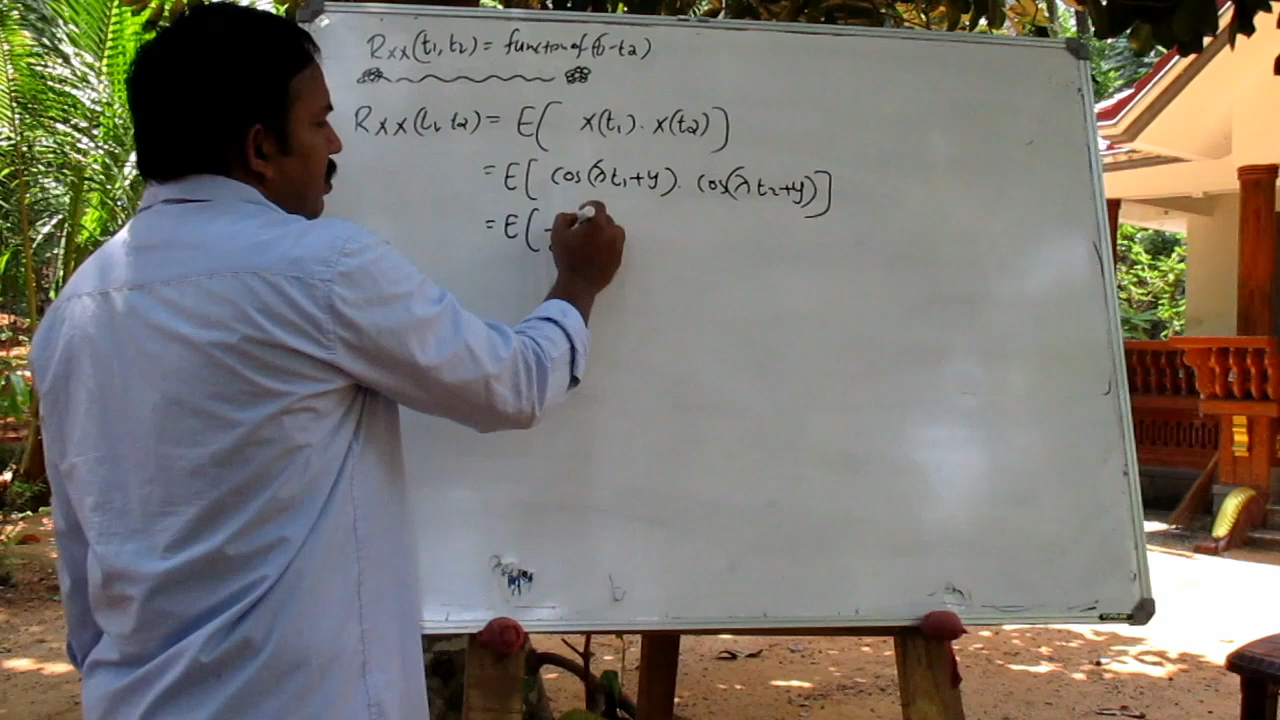 Rxx(t1, t2) = function of (t1-t2)
RXX(t1, t2) = E[ X(t1). X(t2)]
= E[ cos(λt1+y). cos(λt2+y)]
= E[